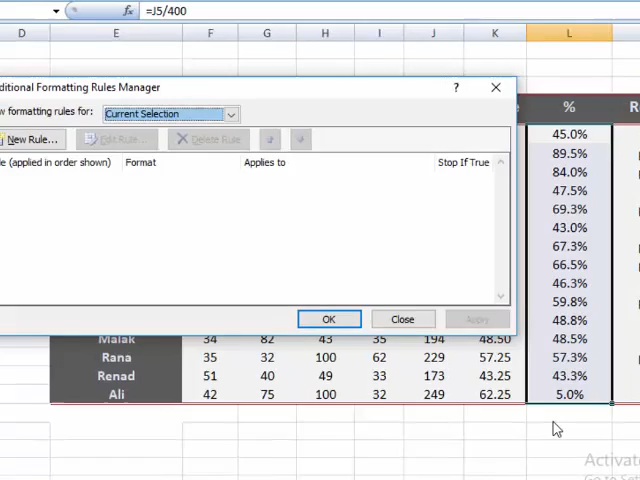 fx =J5/400
D E F G H I J K L
ditional Formatting Rules Manager ?
formatting rules for: Current Selection
New Rule... Edit Rule... Delete Rule
(applied in order shown) Format Applies to Stop If True
OK Close Apply
%
45.0%
89.5%
84.0%
47.5%
69.3%
43.0%
67.3%
66.5%
46.3%
59.8%
48.8%
Malak 34 82 43 35 194 48.50 48.5%
Rana 35 32 100 62 229 57.25 57.3%
Renad 51 40 49 33 173 43.25 43.3%
Ali 42 75 100 32 249 62.25 5.0%
Activat
Go to Set